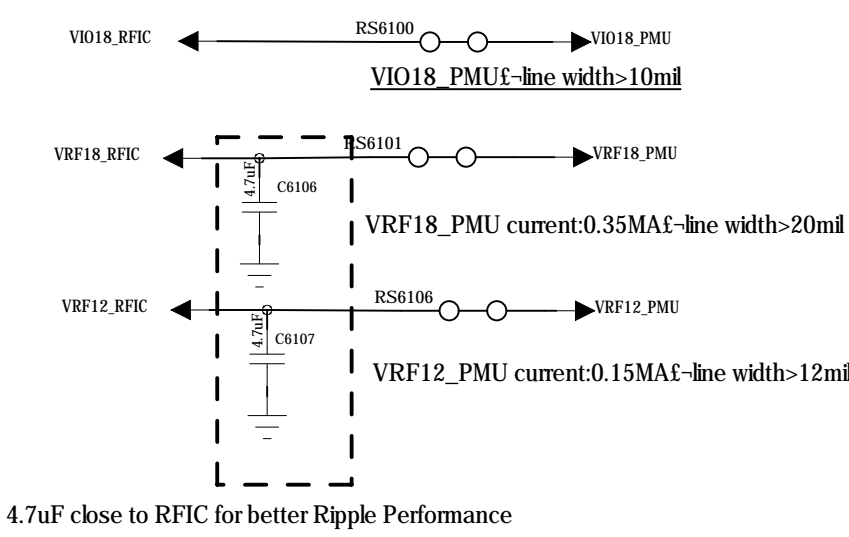 VIO18_RFIC RS6100 VIO18_PMU
VIO18_PMU£¬line width>10mil
VRF18_RFIC RS6101 VRF18_PMU
4.7uF C6106
VRF18_PMU current:0.35MA£¬line width>20mil
VRF12_RFIC RS6106 VRF12_PMU
4.7uF C6107
VRF12_PMU current:0.15MA£¬line width>12mil
4.7uF close to RFIC for better Ripple Performance